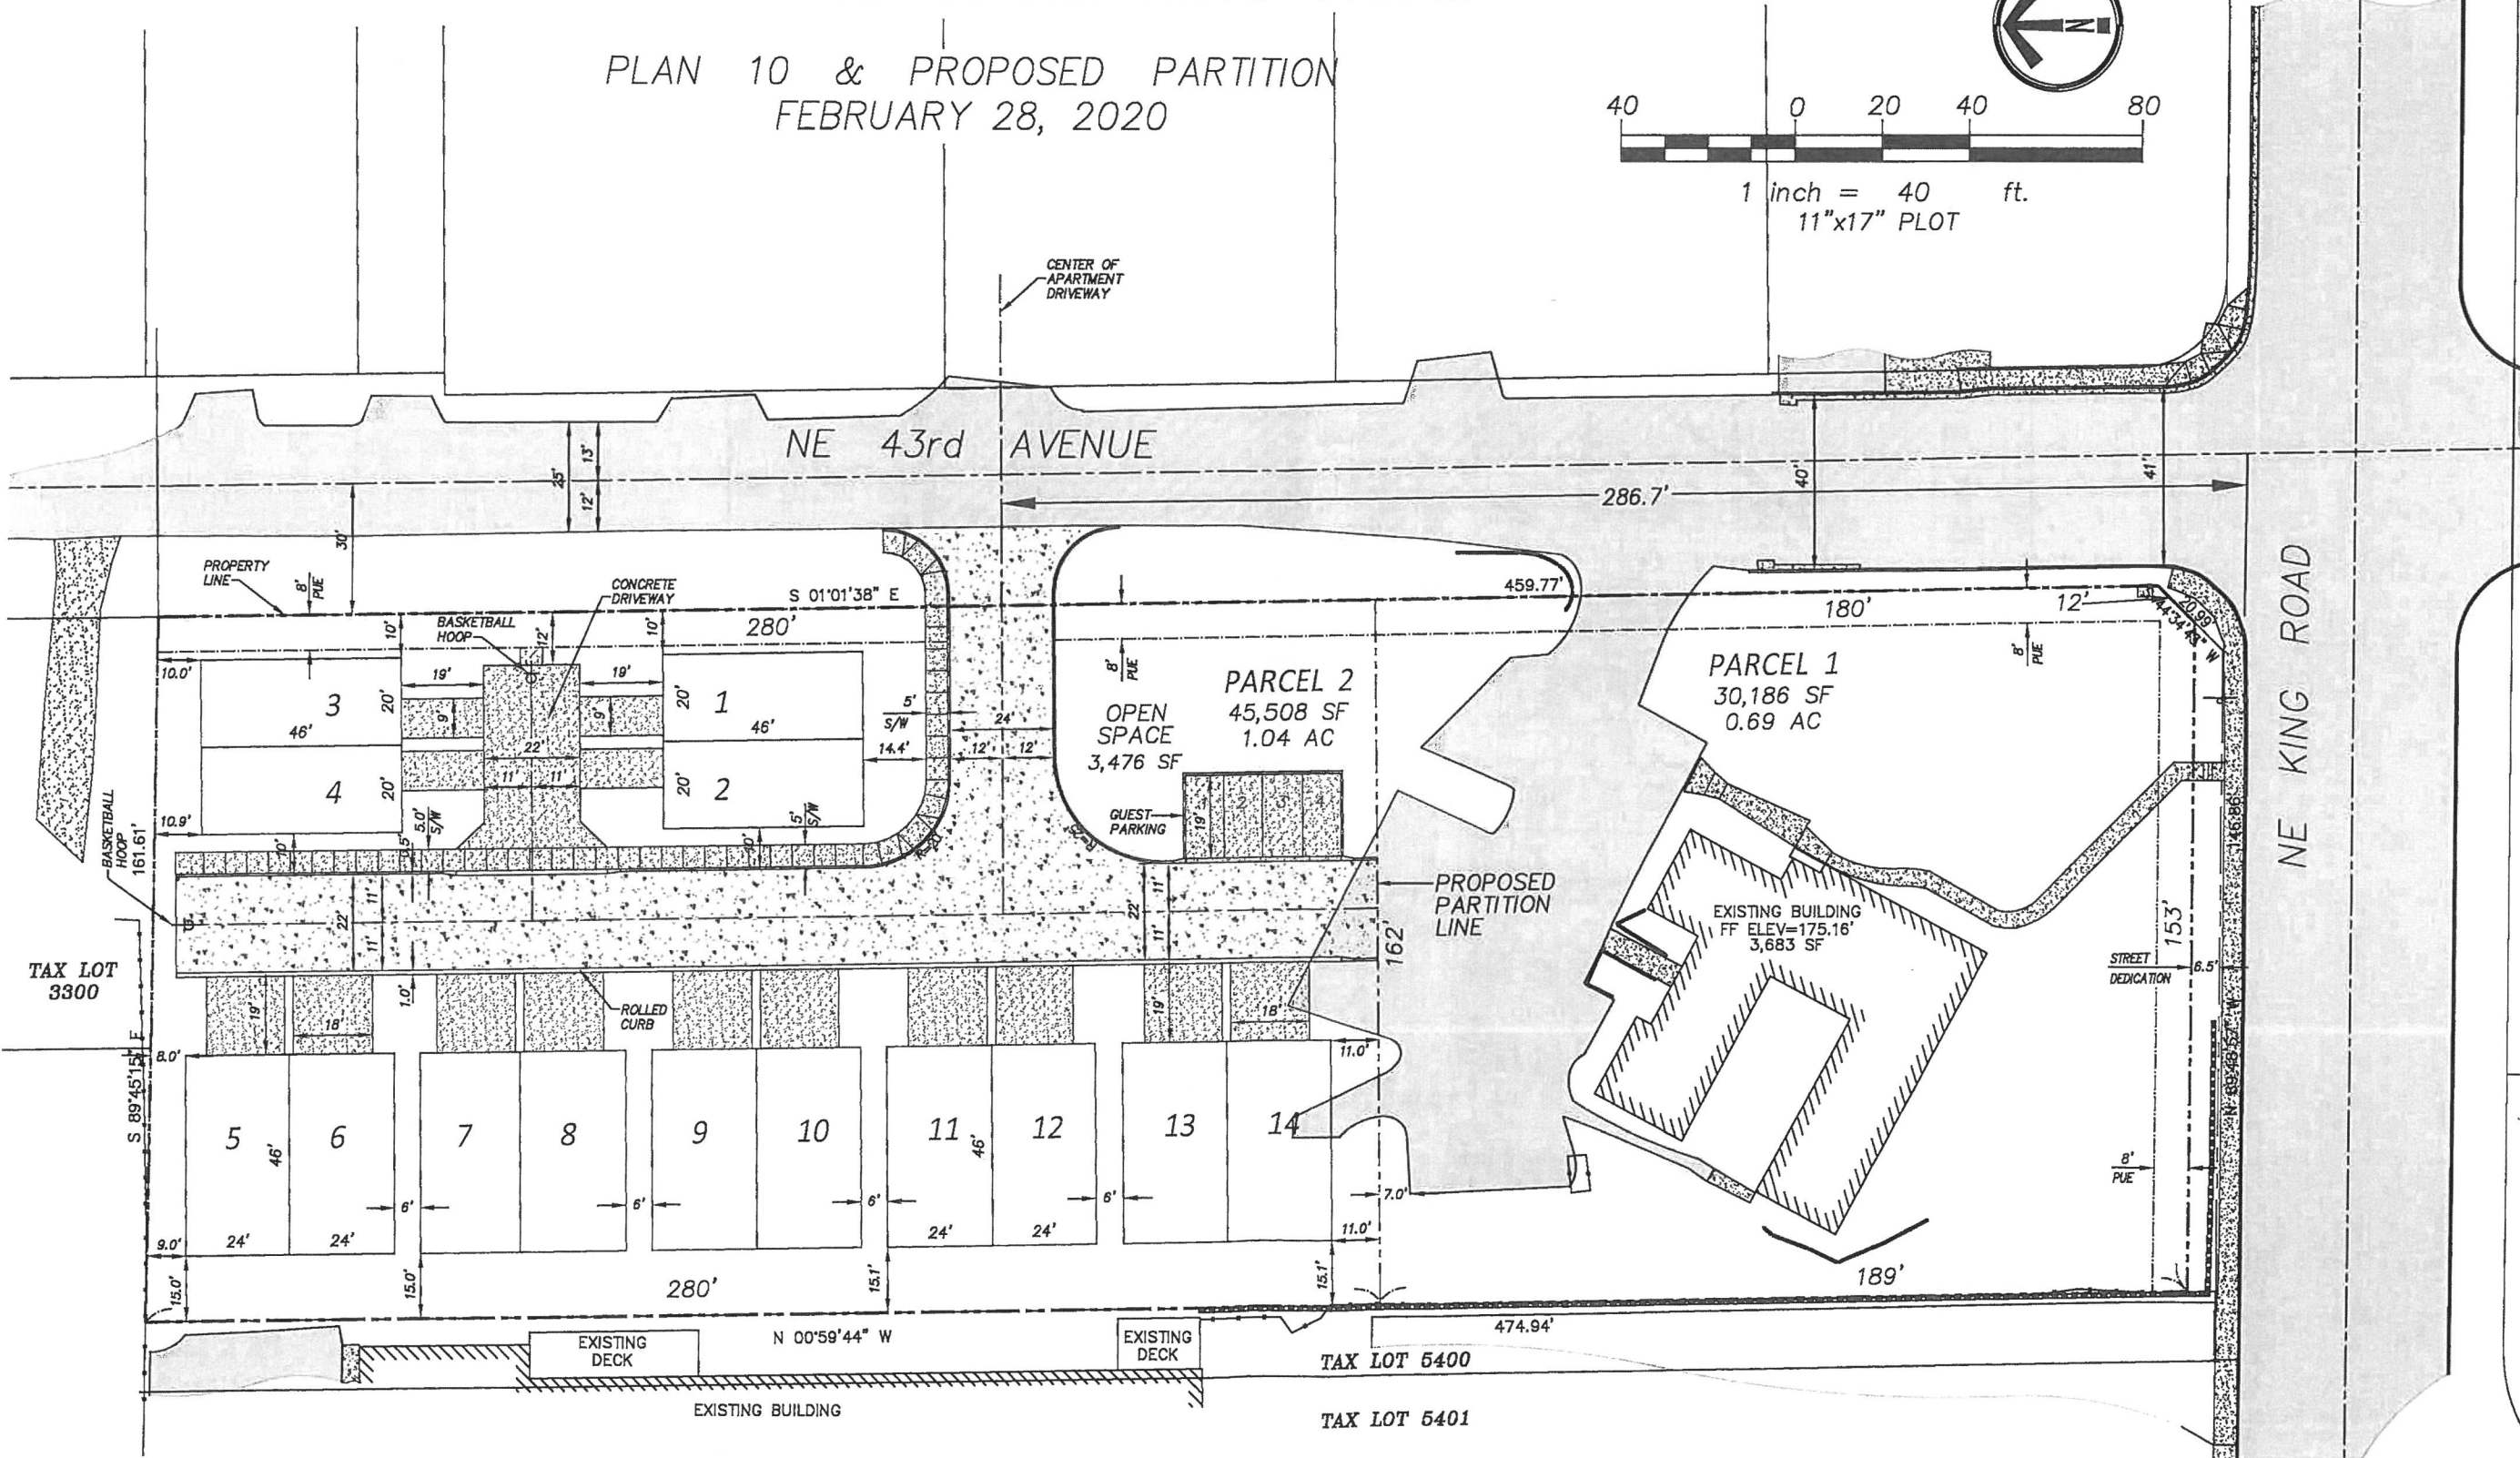 PLAN 10 & PROPOSED PARTITION
FEBRUARY 28, 2020
N
40 0 20 40 80
1 inch = 40 ft.
11"x17" PLOT
CENTER OF
APARTMENT
DRIVEWAY
NE 43rd AVENUE
25'
13'
12'
30'
286.7'
40'
41'
NE KING ROAD
PROPERTY
LINE
8'
PUE
CONCRETE
DRIVEWAY
BASKETBALL
HOOP
S 01°01'38" E
280'
459.77'
180'
12'
20.99'
8'
PUE
8'
PUE
10'
12'
10'
10.0'
19'
19'
3
20'
46'
9'
9'
20'
1
46'
22'
11'
11'
4
20'
20'
2
10.9'
5'
S/W
14.4'
24'
12'
12'
OPEN
SPACE
3,476 SF
PARCEL 2
45,508 SF
1.04 AC
PARCEL 1
30,186 SF
0.69 AC
GUEST
PARKING
19'
1
2
3
4
BASKETBALL
HOOP
161.61'
10'
5.0'
S/W
10'
5'
S/W
22'
11'
11'
22'
11'
11'
PROPOSED
PARTITION
LINE
162'
EXISTING BUILDING
FF ELEV=175.16'
3,683 SF
146.86'
153'
STREET
DEDICATION
6.5'
8'
PUE
TAX LOT
3300
S 89°45'15" E
19'
18'
1.0'
ROLLED
CURB
19'
18'
8.0'
11.0'
5
46'
6
7
8
9
10
11
46'
12
13
14
6'
6'
6'
6'
7.0'
9.0'
24'
24'
24'
24'
11.0'
15.0'
15.0'
15.1'
15.1'
280'
189'
N 00°59'44" W
474.94'
EXISTING
DECK
EXISTING
DECK
EXISTING BUILDING
TAX LOT 5400
TAX LOT 5401